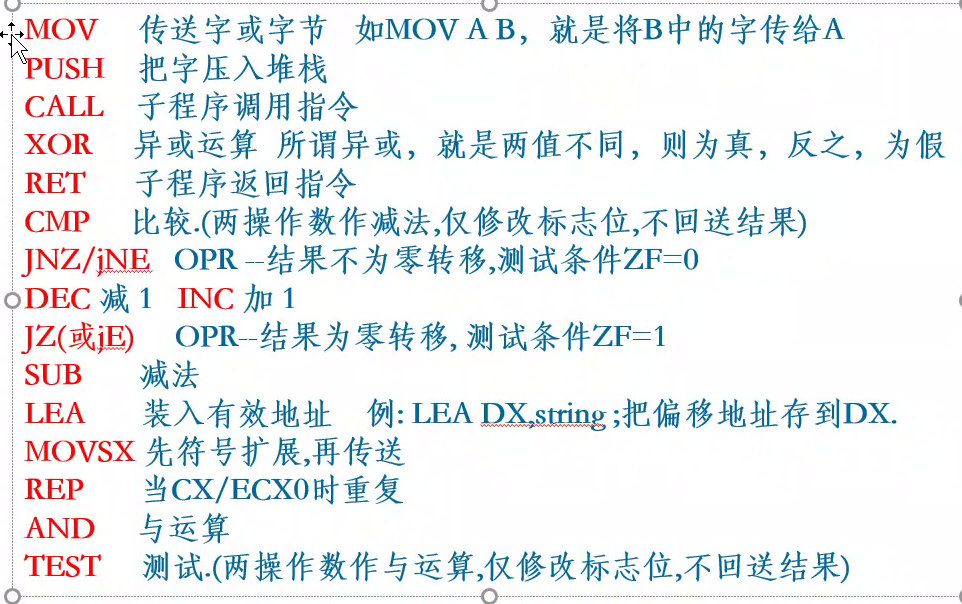 MOV 传送字或字节 如MOV A B，就是将B中的字传给A
PUSH 把字压入堆栈
CALL 子程序调用指令
XOR 异或运算 所谓异或，就是两值不同，则为真，反之，为假
RET 子程序返回指令
CMP 比较.(两操作数作减法,仅修改标志位,不回送结果)
JNZ/jNE OPR --结果不为零转移,测试条件ZF=0
DEC 减 1 INC 加 1
JZ(或jE) OPR--结果为零转移, 测试条件ZF=1
SUB 减法
LEA 装入有效地址 例: LEA DX,string ;把偏移地址存到DX.
MOVSX 先符号扩展,再传送
REP 当CX/ECX0时重复
AND 与运算
TEST 测试.(两操作数作与运算,仅修改标志位,不回送结果)